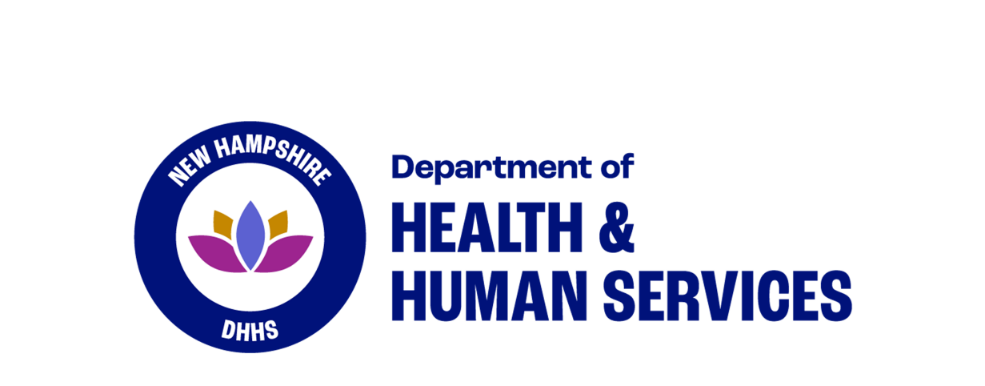 NEW HAMPSHIRE
DHHS
Department of
HEALTH &
HUMAN SERVICES